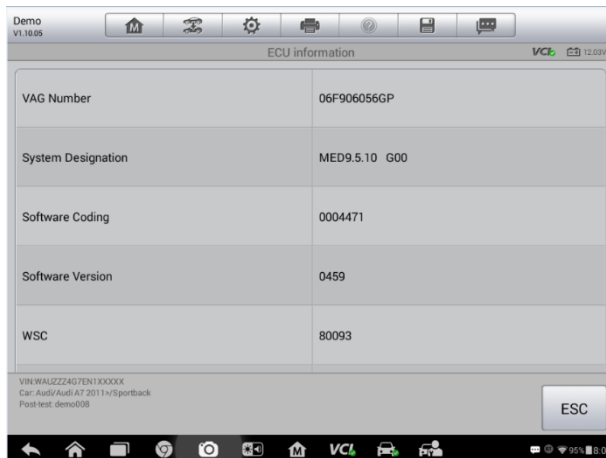 Demo
V1.10.05
ECU information
VCI 12.03V
VAG Number 06F906056GP
System Designation MED9.5.10 G00
Software Coding 0004471
Software Version 0459
WSC 80093
VIN:WAUZZZ4G7EN1XXXXX
Car: Audi/Audi A7 2011>/Sportback
Post-test: demo008
ESC
VCI 95%